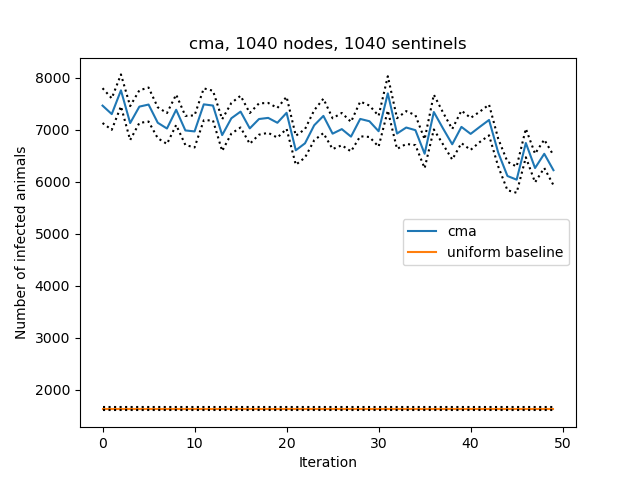 cma, 1040 nodes, 1040 sentinels
Number of infected animals
8000
7000
6000
5000
4000
3000
2000
cma
uniform baseline
0
10
20
30
40
50
Iteration